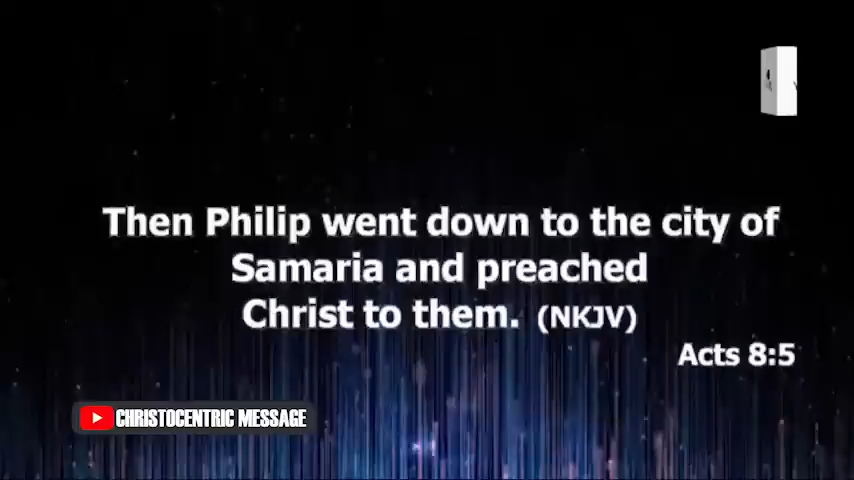 Then Philip went down to the city of
Samaria and preached
Christ to them. (NKJV)
Acts 8:5
CHRISTOCENTRIC MESSAGE